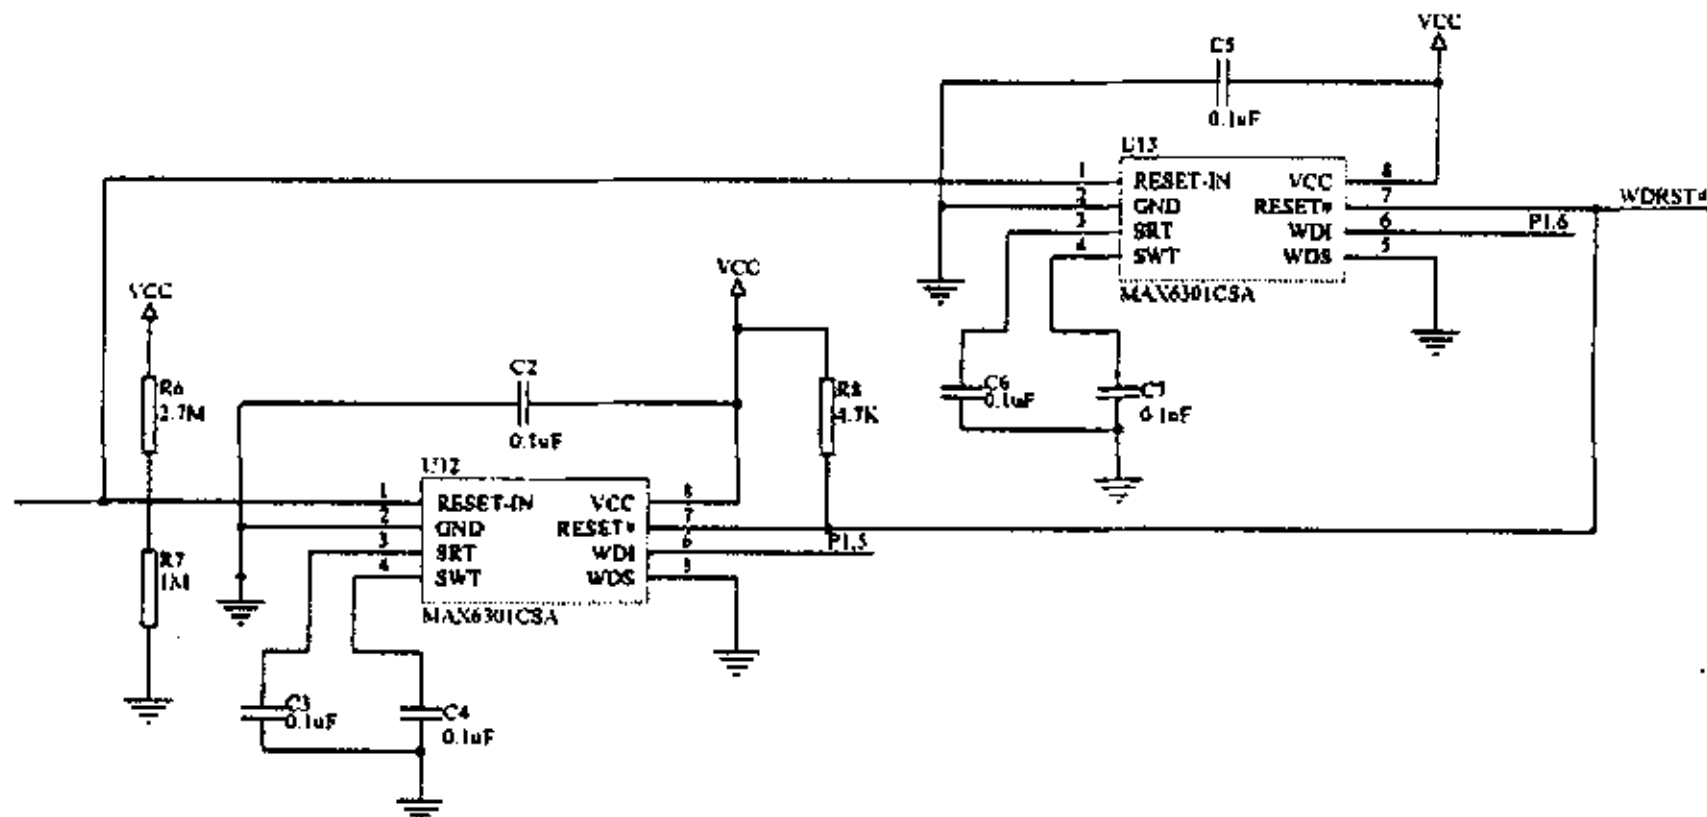 VCC
C5
0.1uF
U13
1 RESET-IN VCC 8
2 GND RESET# 7
3 SRT WDI 6
4 SWT WDS 5
MAX6301CSA
WDRST#
P1.6
VCC
VCC
R6
2.7M
C2
0.1uF
R8
4.7K
C6
0.1uF
C7
0.1uF
U12
1 RESET-IN VCC 8
2 GND RESET# 7
3 SRT WDI 6
4 SWT WDS 5
MAX6301CSA
P1.5
R7
1M
C3
0.1uF
C4
0.1uF